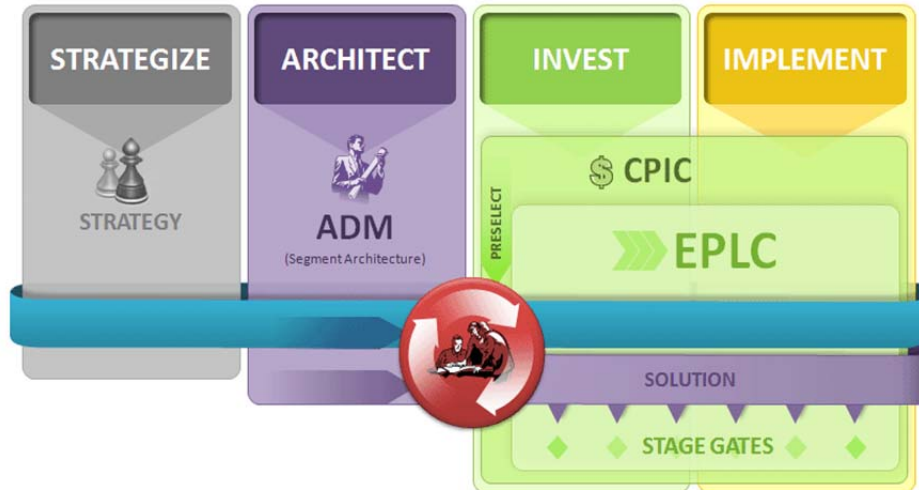 STRATEGIZE
ARCHITECT
INVEST
IMPLEMENT
STRATEGY
ADM
(Segment Architecture)
PRESELECT
$ CPIC
EPLC
SOLUTION
STAGE GATES